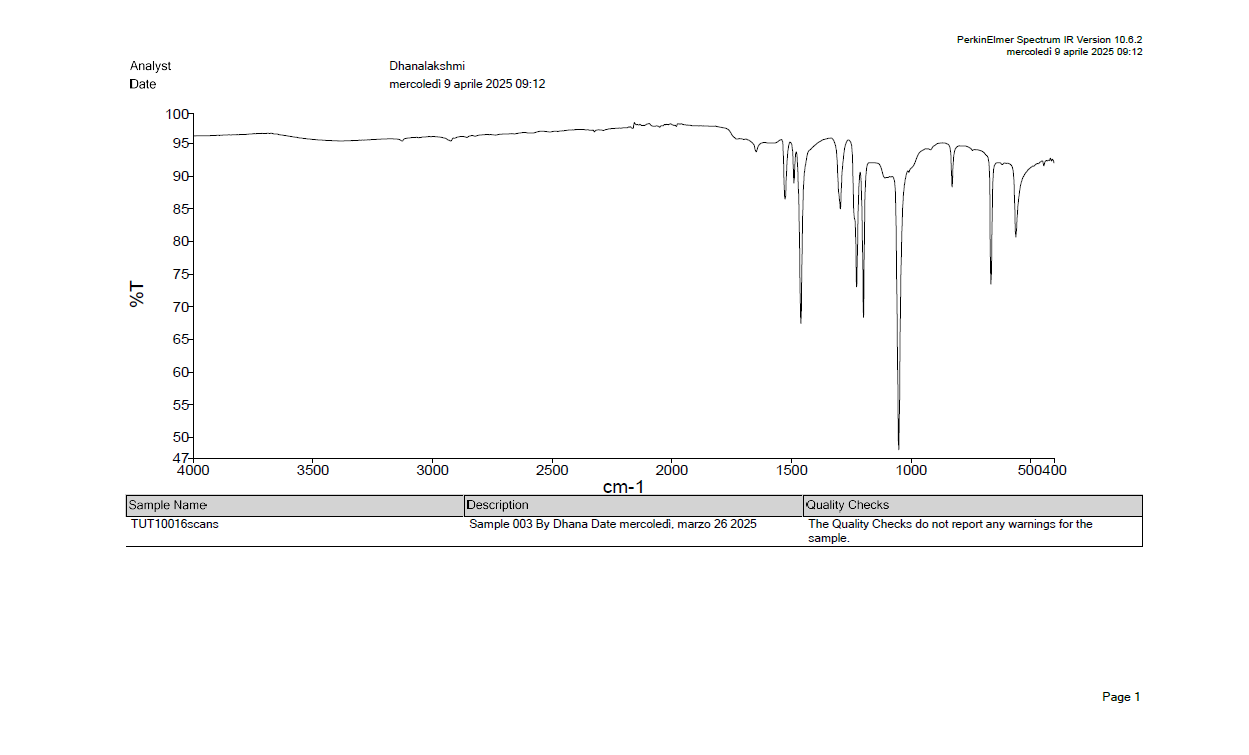 PerkinElmer Spectrum IR Version 10.6.2
mercoledì 9 aprile 2025 09:12
Analyst Dhanalakshmi
Date mercoledì 9 aprile 2025 09:12
100
95
90
85
80
75
70
65
60
55
50
47
%T
4000 3500 3000 2500 2000 1500 1000 500 400
cm-1
Sample Name Description Quality Checks
TUT10016scans Sample 003 By Dhana Date mercoledì, marzo 26 2025 The Quality Checks do not report any warnings for the
sample.
Page 1